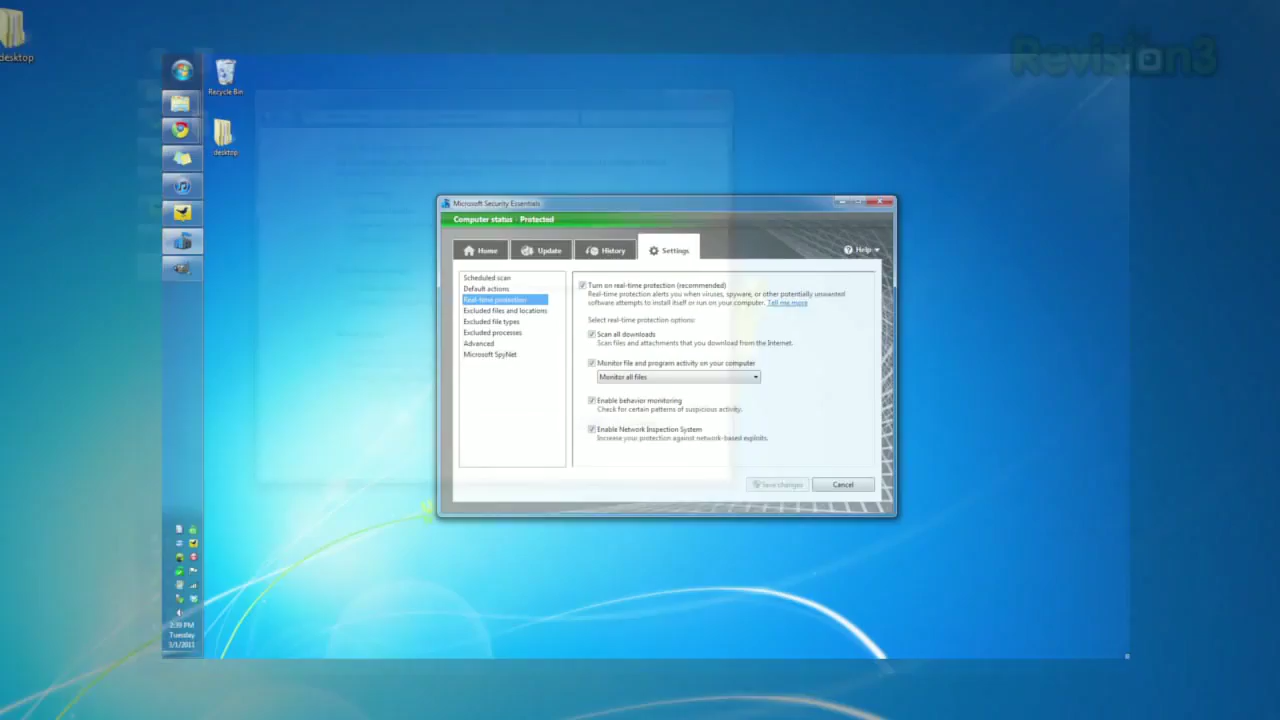 desktop
Revision3
Recycle Bin
desktop
Microsoft Security Essentials
Computer status - Protected
Home
Update
History
Settings
Help
Scheduled scan
Default actions
Real-time protection
Excluded files and locations
Excluded file types
Excluded processes
Advanced
Microsoft SpyNet
Turn on real-time protection (recommended)
Real-time protection alerts you when viruses, spyware, or other potentially unwanted
software attempts to install itself or run on your computer. Tell me more
Select real-time protection options:
Scan all downloads
Scan files and attachments that you download from the Internet.
Monitor file and program activity on your computer
Monitor all files
Enable behavior monitoring
Check for certain patterns of suspicious activity.
Enable Network Inspection System
Increase your protection against network-based exploits.
Save changes
Cancel
2:39 PM
Tuesday
3/1/2011